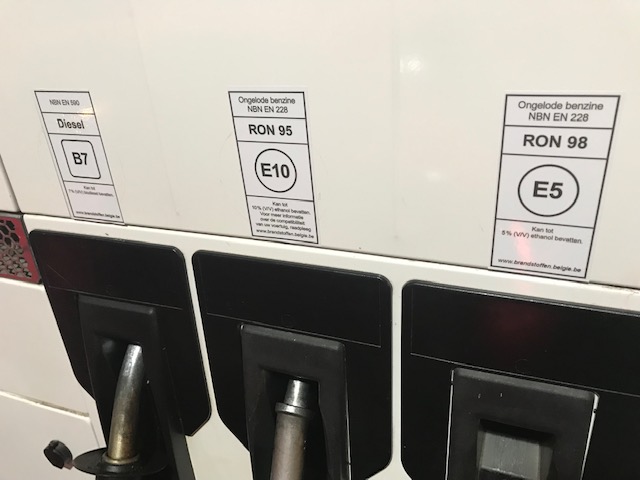 NBN EN 590
Diesel
B7
Kan tot
7% (V/V) biodiesel bevatten.
www.brandstoffen.belgie.be
Ongelode benzine
NBN EN 228
RON 95
E10
Kan tot
10% (V/V) ethanol bevatten.
Voor meer informatie
over de compatibiliteit
van uw voertuig, raadpleeg
www.brandstoffen.belgie.be
Ongelode benzine
NBN EN 228
RON 98
E5
Kan tot
5% (V/V) ethanol bevatten.
www.brandstoffen.belgie.be